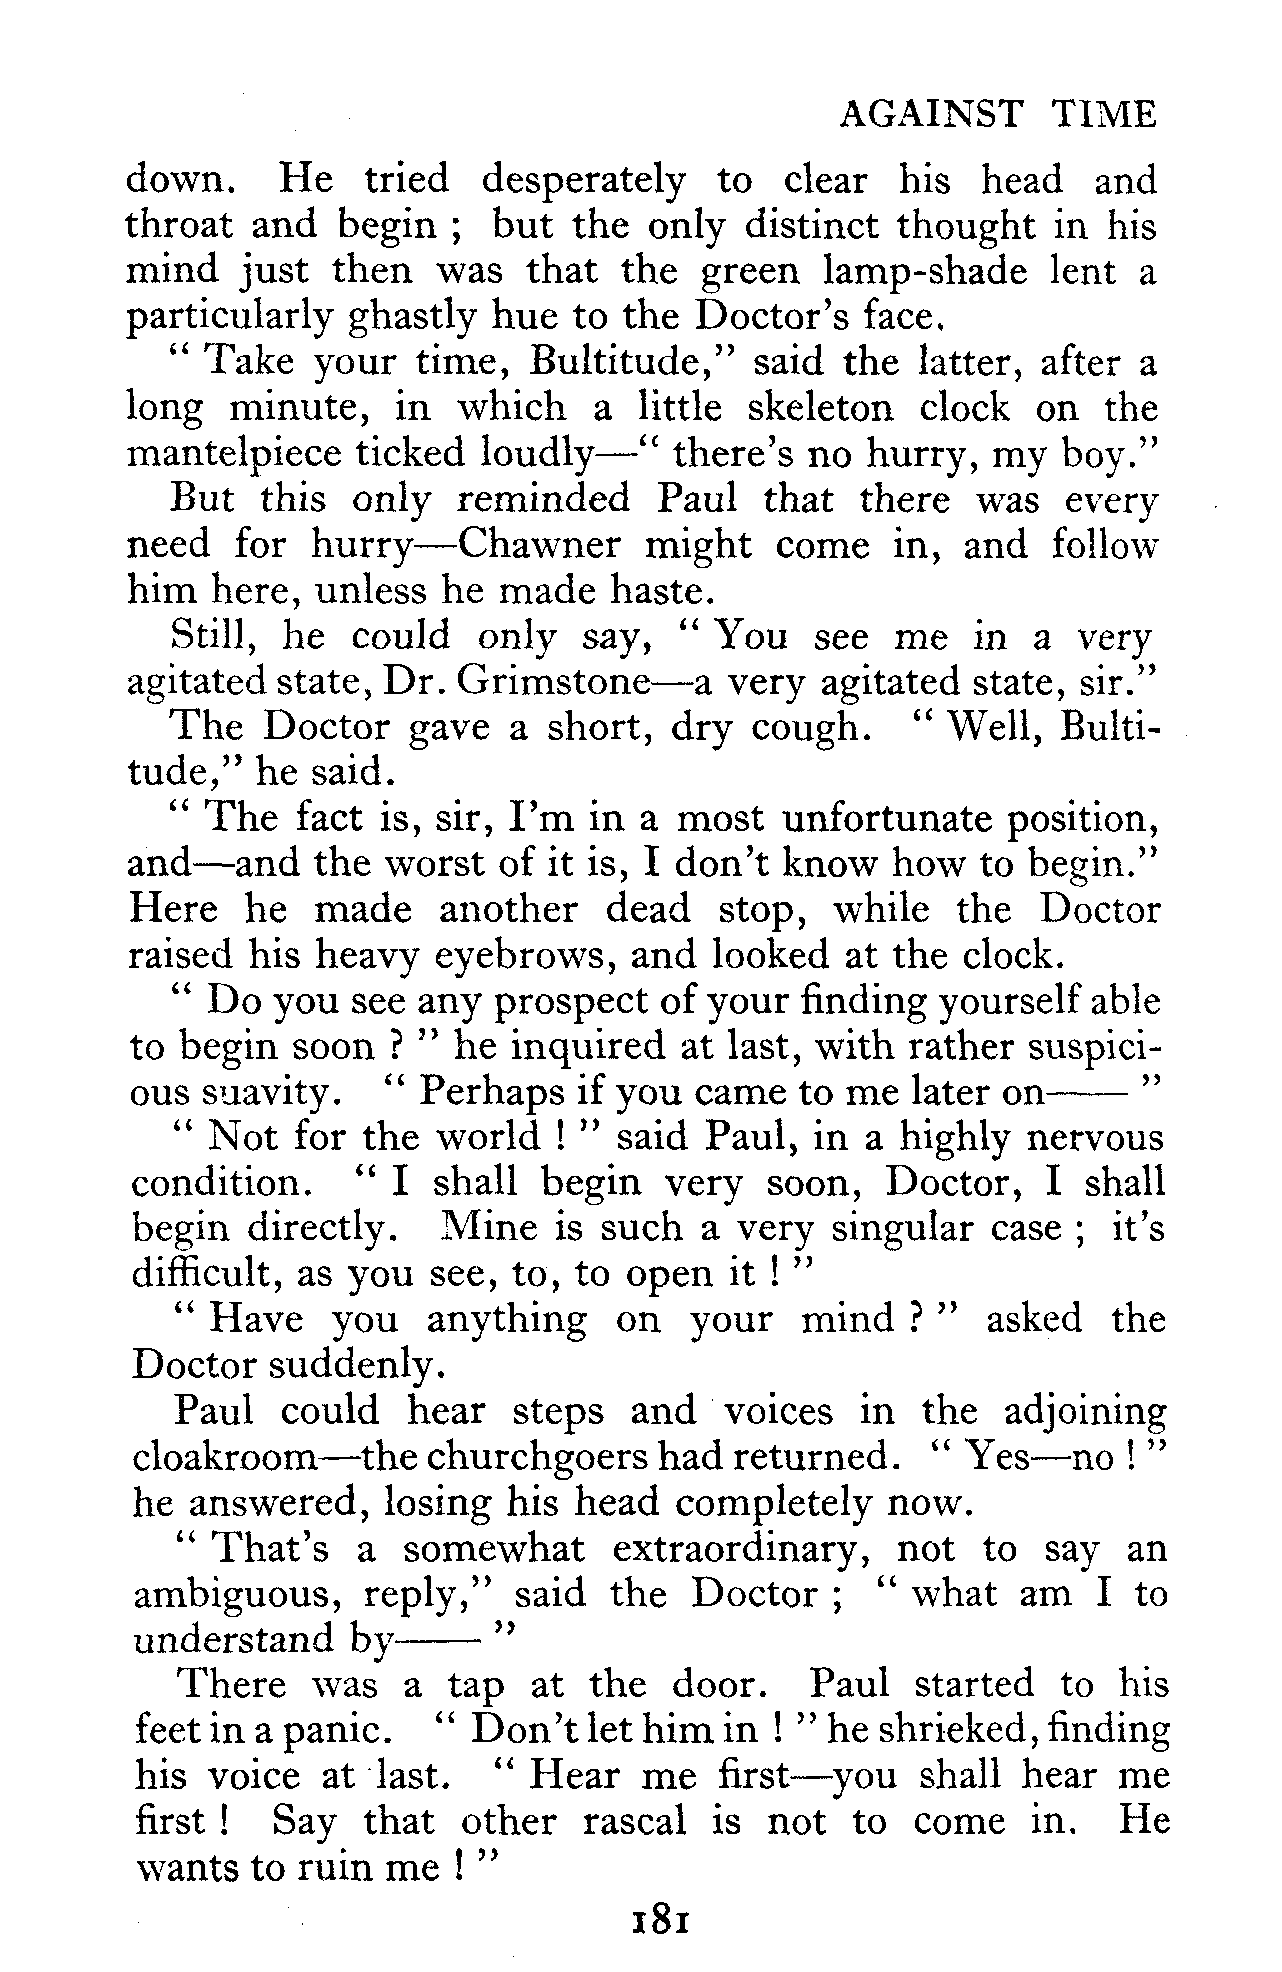 AGAINST TIME
down. He tried desperately to clear his head and
throat and begin ; but the only distinct thought in his
mind just then was that the green lamp-shade lent a
particularly ghastly hue to the Doctor's face.
“ Take your time, Bultitude,” said the latter, after a
long minute, in which a little skeleton clock on the
mantelpiece ticked loudly—“ there's no hurry, my boy.”
But this only reminded Paul that there was every
need for hurry—Chawner might come in, and follow
him here, unless he made haste.
Still, he could only say, “ You see me in a very
agitated state, Dr. Grimstone—a very agitated state, sir.”
The Doctor gave a short, dry cough. “ Well, Bulti-
tude,” he said.
“ The fact is, sir, I'm in a most unfortunate position,
and—and the worst of it is, I don't know how to begin.”
Here he made another dead stop, while the Doctor
raised his heavy eyebrows, and looked at the clock.
“ Do you see any prospect of your finding yourself able
to begin soon ? ” he inquired at last, with rather suspici-
ous suavity. “ Perhaps if you came to me later on—— ”
“ Not for the world ! ” said Paul, in a highly nervous
condition. “ I shall begin very soon, Doctor, I shall
begin directly. Mine is such a very singular case ; it's
difficult, as you see, to, to open it ! ”
“ Have you anything on your mind ? ” asked the
Doctor suddenly.
Paul could hear steps and voices in the adjoining
cloakroom—the churchgoers had returned. “ Yes—no ! ”
he answered, losing his head completely now.
“ That's a somewhat extraordinary, not to say an
ambiguous, reply,” said the Doctor ; “ what am I to
understand by—— ”
There was a tap at the door. Paul started to his
feet in a panic. “ Don't let him in ! ” he shrieked, finding
his voice at last. “ Hear me first—you shall hear me
first ! Say that other rascal is not to come in. He
wants to ruin me ! ”
181